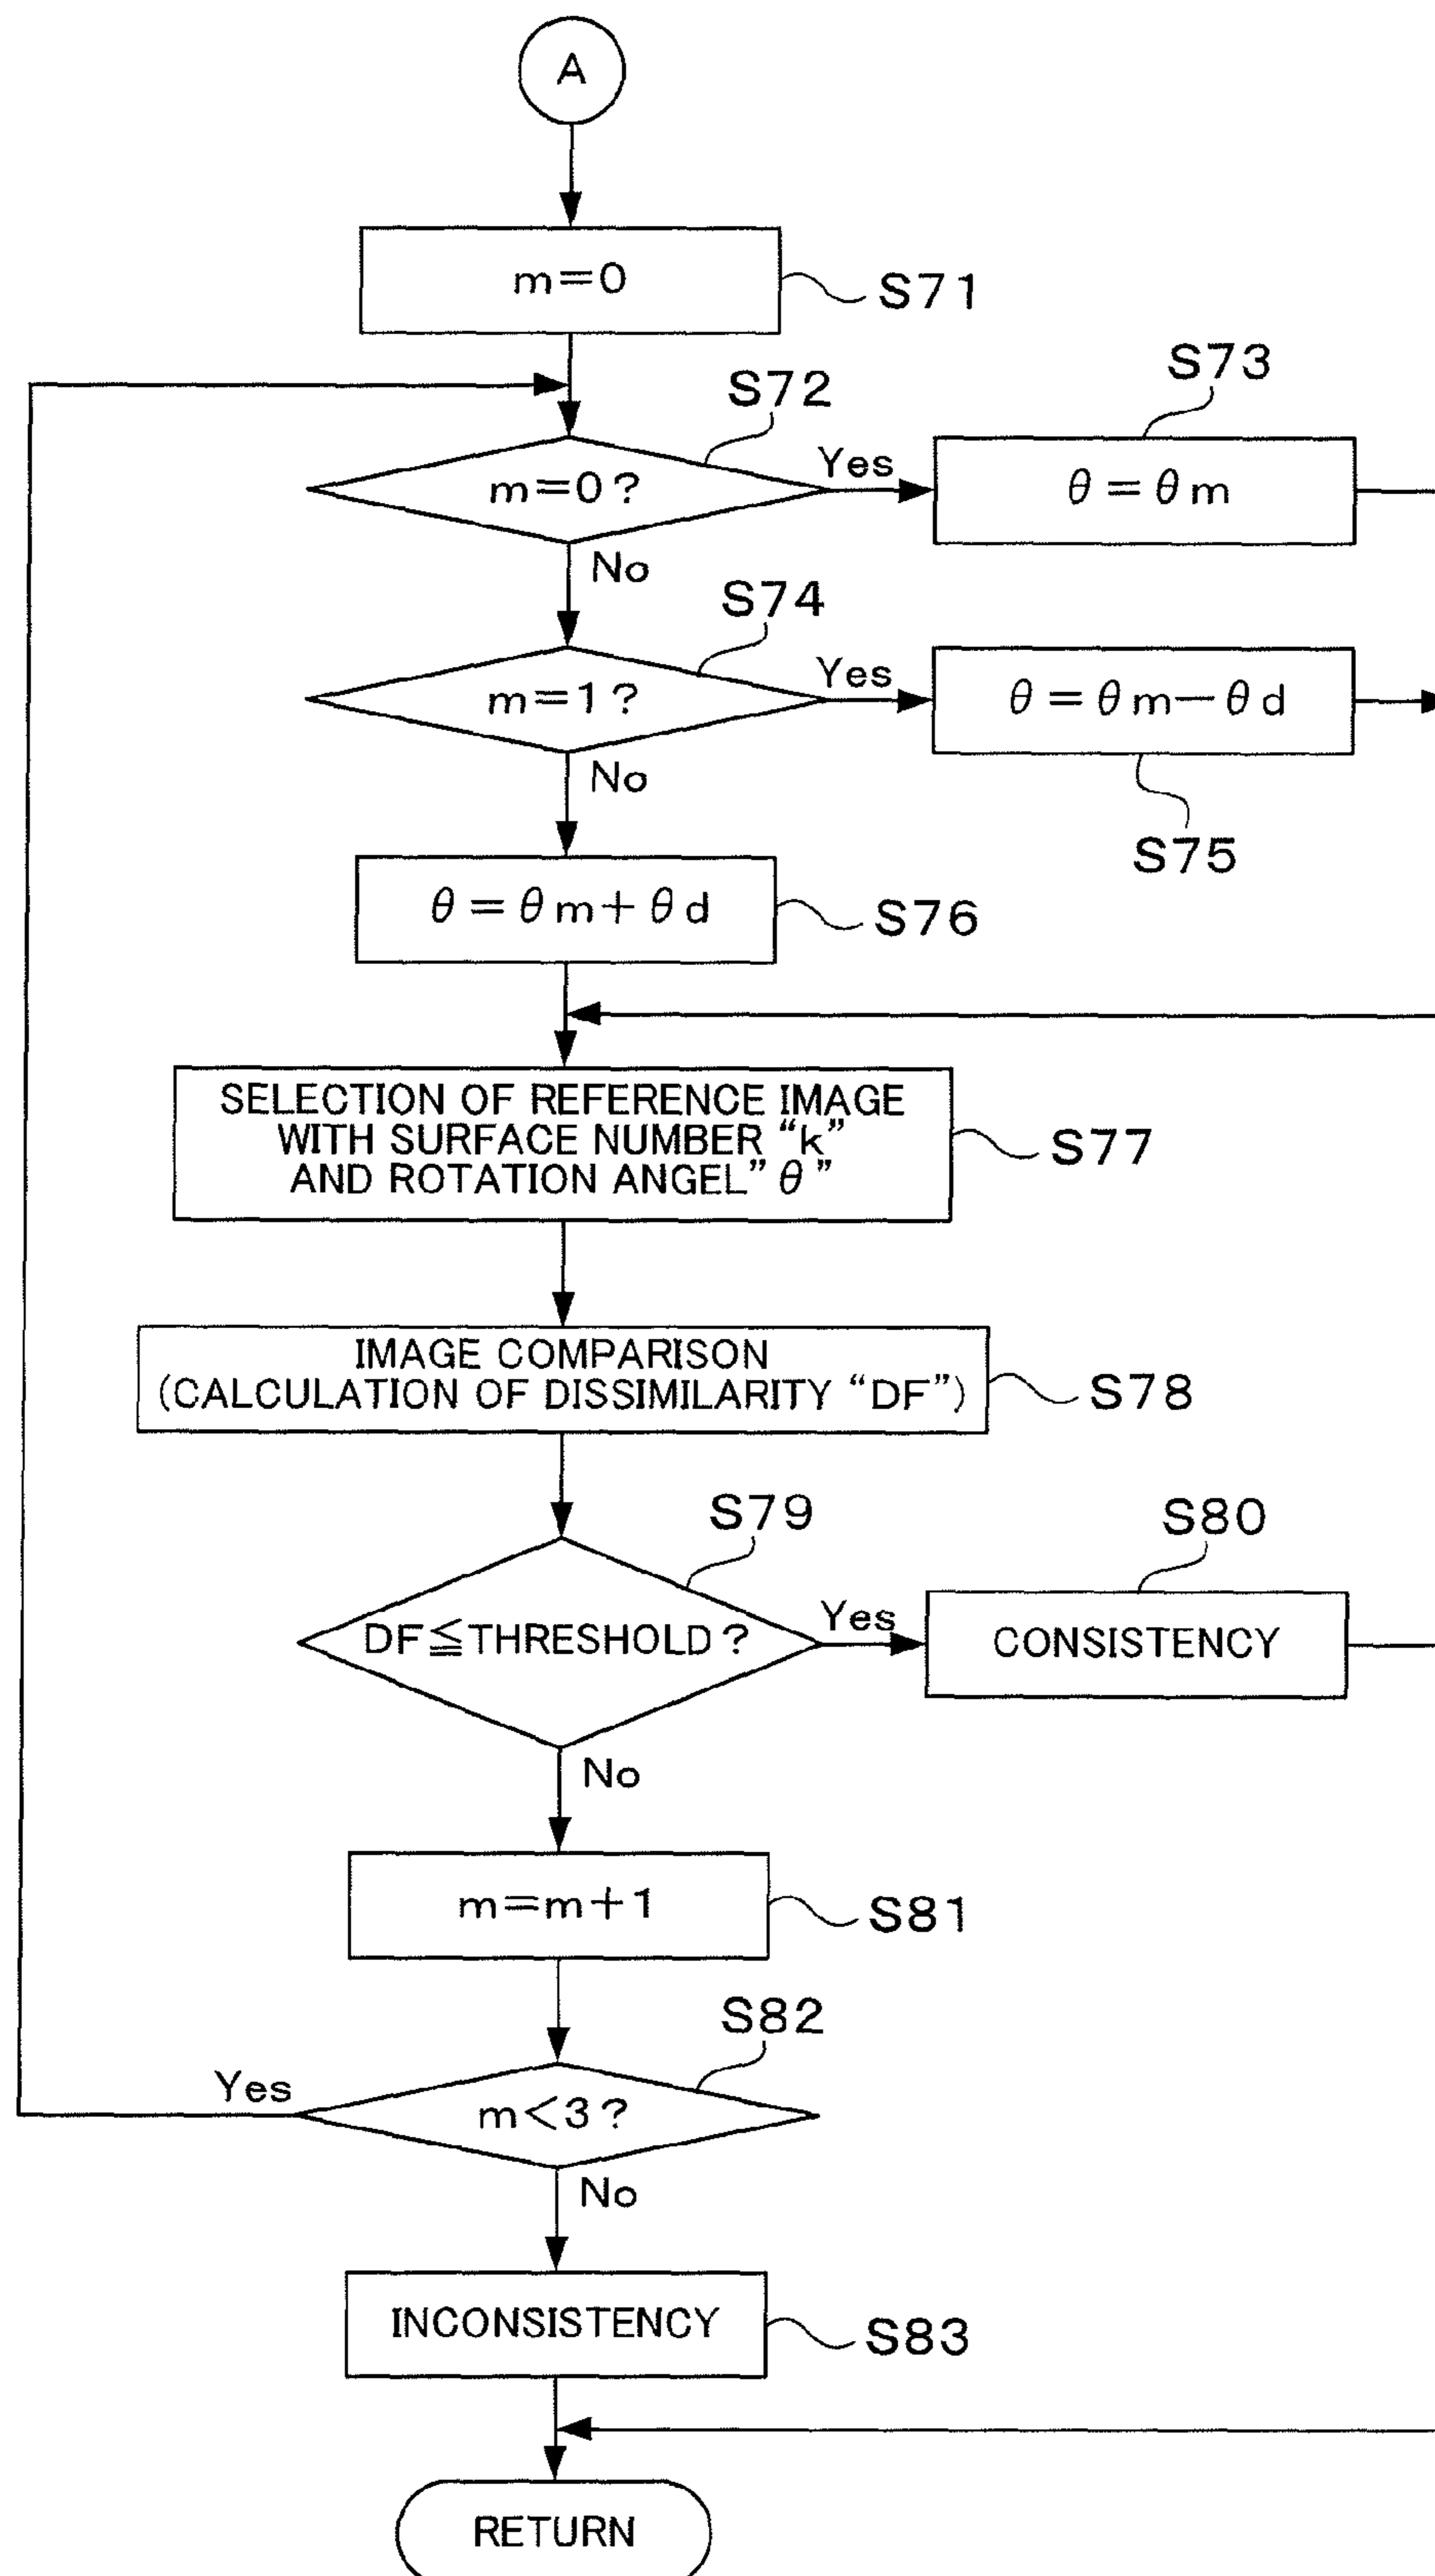 A
m=0
S71
S72
S73
m=0?
Yes
θ=θm
No
S74
m=1?
Yes
θ=θm-θd
No
S75
θ=θm+θd
S76
SELECTION OF REFERENCE IMAGE
WITH SURFACE NUMBER “k”
AND ROTATION ANGEL”θ”
S77
IMAGE COMPARISON
(CALCULATION OF DISSIMILARITY “DF”)
S78
S79
S80
DF≦THRESHOLD?
Yes
CONSISTENCY
No
m=m+1
S81
S82
Yes
m<3?
No
INCONSISTENCY
S83
RETURN